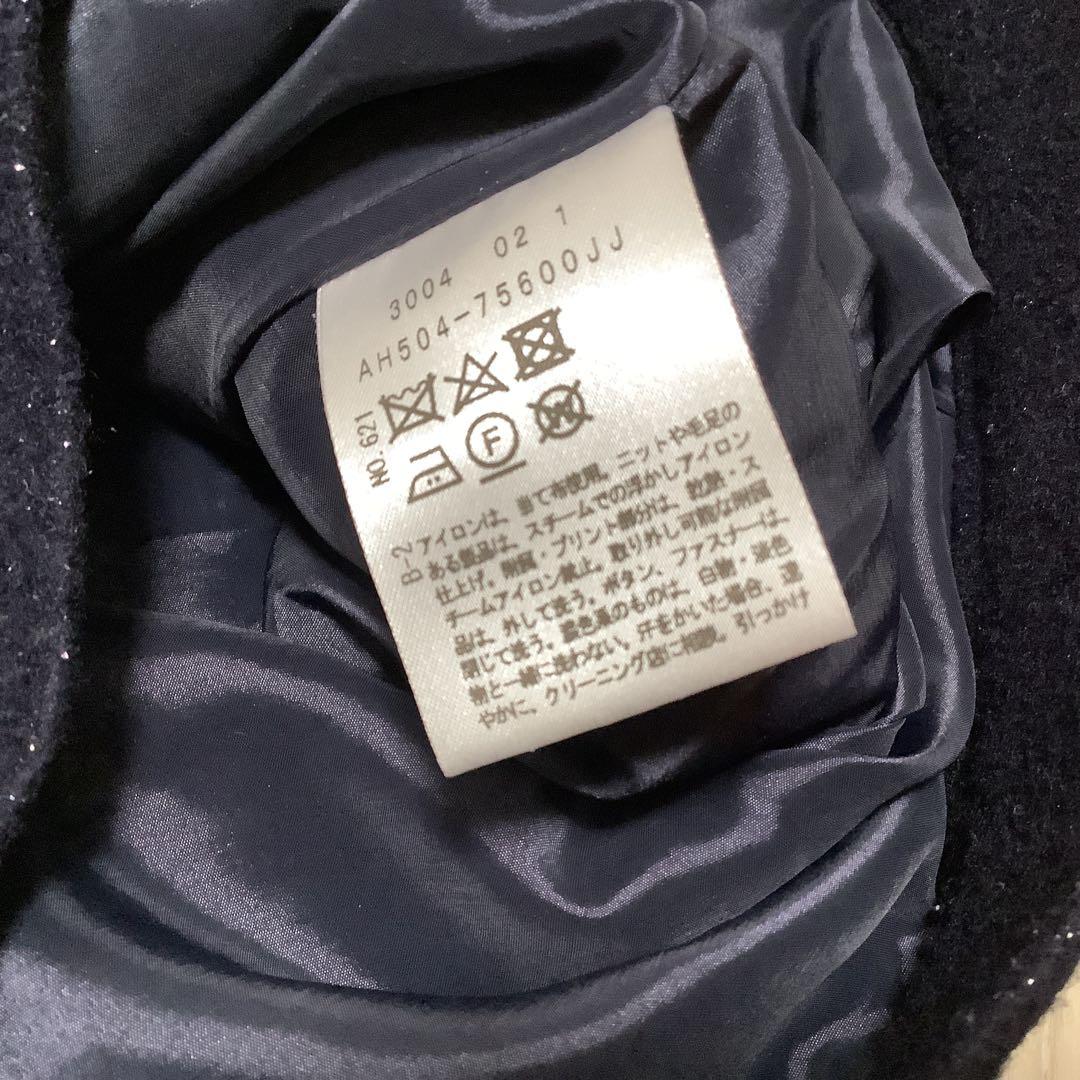 3004 02 1
AH504-75600JJ
NO.621
F
W
B-2 アイロンは、当て布使用。ニットや毛足の
ある製品は、スチームでの浮かしアイロン
仕上げ。刺繍・プリント部分は、乾熱・ス
チームアイロン禁止。取り外し可能な附属
品は、外して洗う。ボタン、ファスナーは、
閉じて洗う。濃色系のものは、白物・淡色
物と一緒に洗わない。汗をかいた場合、速
やかに、クリーニング店に相談。引っかけ